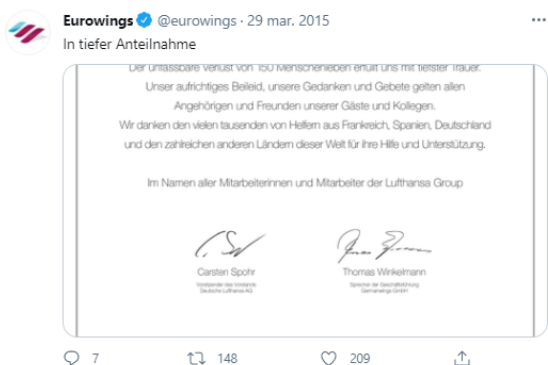 Eurowings @eurowings · 29 mar. 2015
In tiefer Anteilnahme
Der unfassbare Verlust von 150 Menschenleben erfüllt uns mit tiefster Trauer.
Unser aufrichtiges Beileid, unsere Gedanken und Gebete gelten allen
Angehörigen und Freunden unserer Gäste und Kollegen.
Wir danken den vielen tausenden von Helfern aus Frankreich, Spanien, Deutschland
und den zahlreichen anderen Ländern dieser Welt für ihre Hilfe und Unterstützung.
Im Namen aller Mitarbeiterinnen und Mitarbeiter der Lufthansa Group
Carsten Spohr
Vorsitzender des Vorstands
Deutsche Lufthansa AG
Thomas Winkelmann
Sprecher der Geschäftsführung
Germanwings GmbH
7 148 209